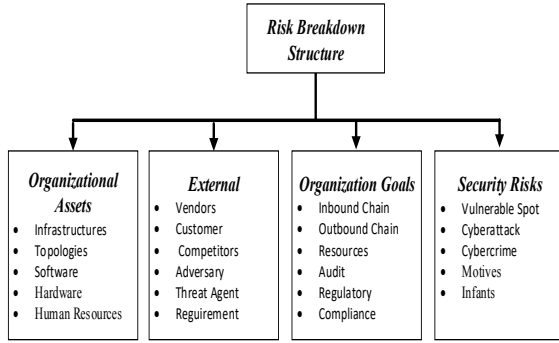 Risk Breakdown
Structure
Organizational
Assets
• Infrastructures
• Topologies
• Software
• Hardware
• Human Resources
External
• Vendors
• Customer
• Competitors
• Adversary
• Threat Agent
• Reguirement
Organization Goals
• Inbound Chain
• Outbound Chain
• Resources
• Audit
• Regulatory
• Compliance
Security Risks
• Vulnerable Spot
• Cyberattack
• Cybercrime
• Motives
• Infants